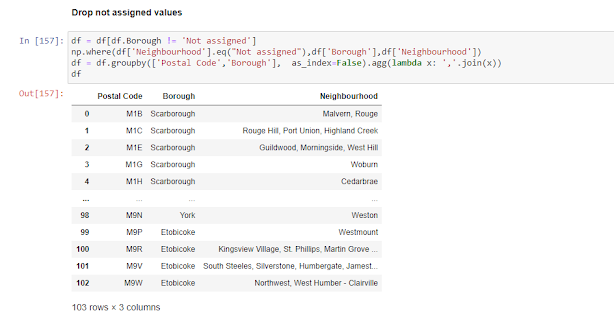 Drop not assigned values
In [157]: df = df[df.Borough != 'Not assigned']
np.where(df['Neighbourhood'].eq("Not assigned"),df['Borough'],df['Neighbourhood'])
df = df.groupby(['Postal Code','Borough'], as_index=False).agg(lambda x: ','.join(x))
df
Out[157]:
Postal Code Borough Neighbourhood
0 M1B Scarborough Malvern, Rouge
1 M1C Scarborough Rouge Hill, Port Union, Highland Creek
2 M1E Scarborough Guildwood, Morningside, West Hill
3 M1G Scarborough Woburn
4 M1H Scarborough Cedarbrae
... ... ... ...
98 M9N York Weston
99 M9P Etobicoke Westmount
100 M9R Etobicoke Kingsview Village, St. Phillips, Martin Grove ...
101 M9V Etobicoke South Steeles, Silverstone, Humbergate, Jamest...
102 M9W Etobicoke Northwest, West Humber - Clairville
103 rows × 3 columns